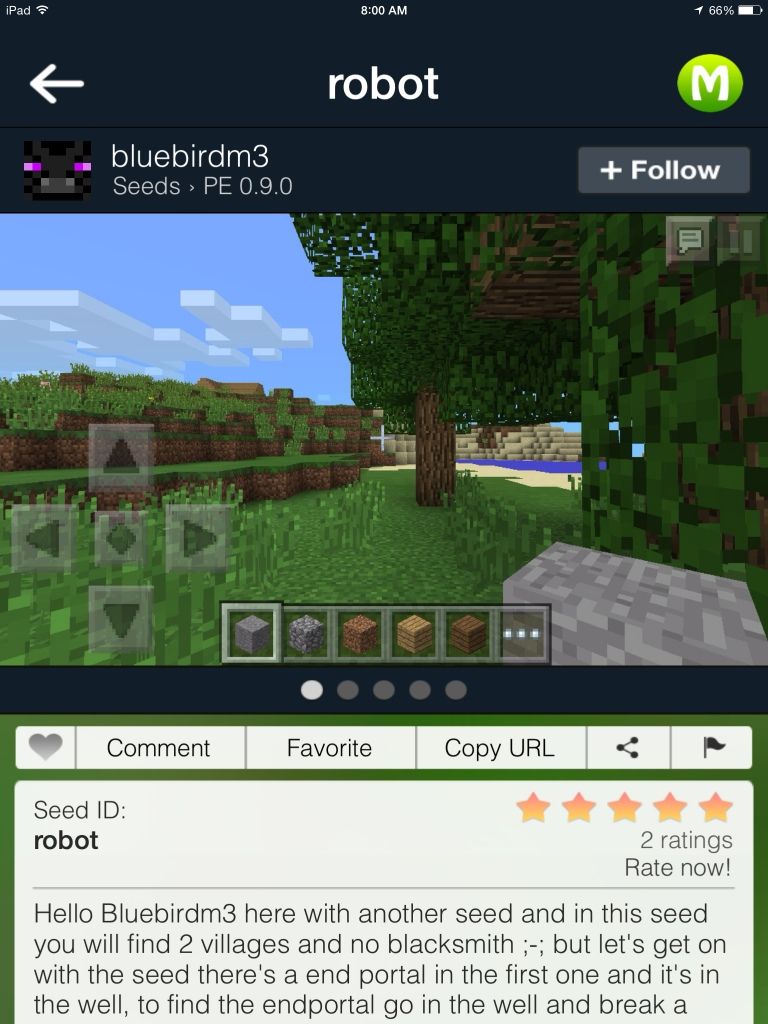 iPad 8:00 AM 66%
robot
M
bluebirdm3
Seeds › PE 0.9.0
+ Follow
Comment Favorite Copy URL
Seed ID:
robot
2 ratings
Rate now!
Hello Bluebirdm3 here with another seed and in this seed
you will find 2 villages and no blacksmith ;-; but let's get on
with the seed there's a end portal in the first one and it's in
the well, to find the endportal go in the well and break a